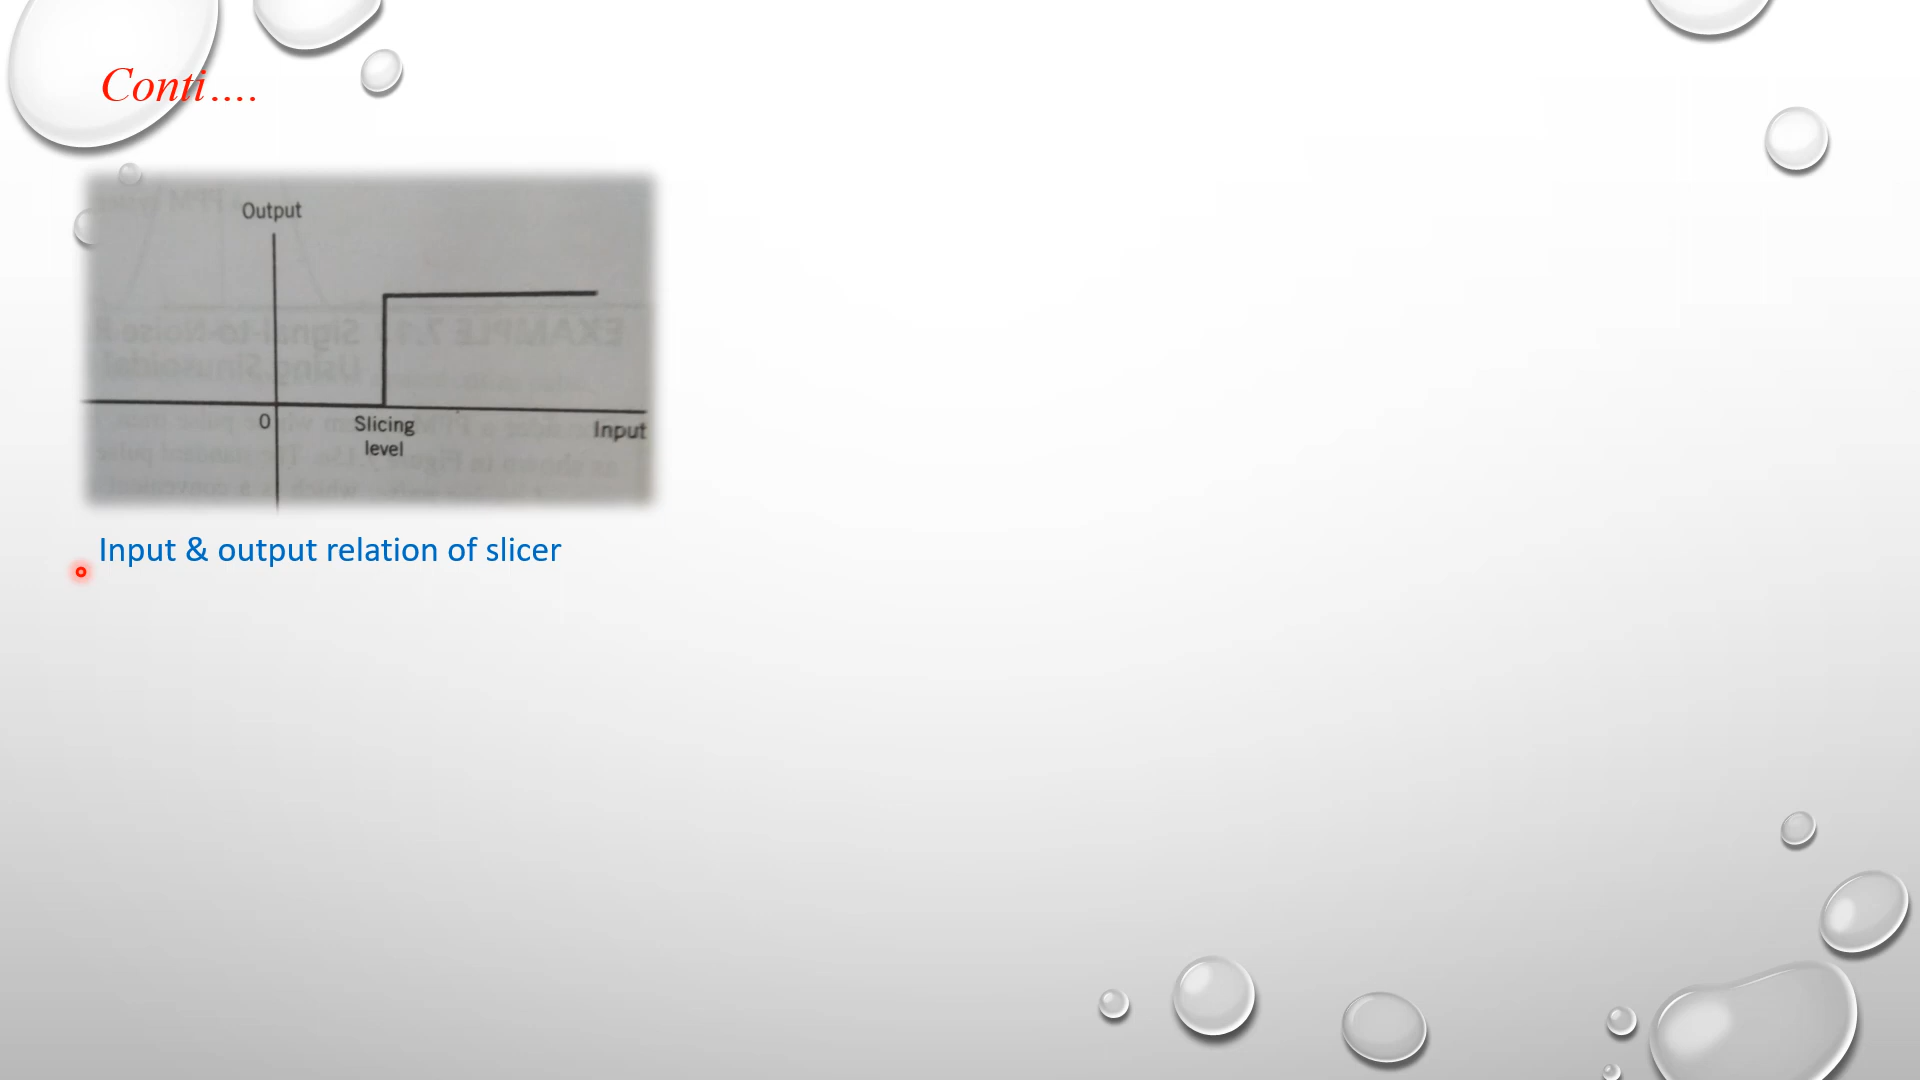 Conti....
Output
0
Slicing
level
Input
Input & output relation of slicer